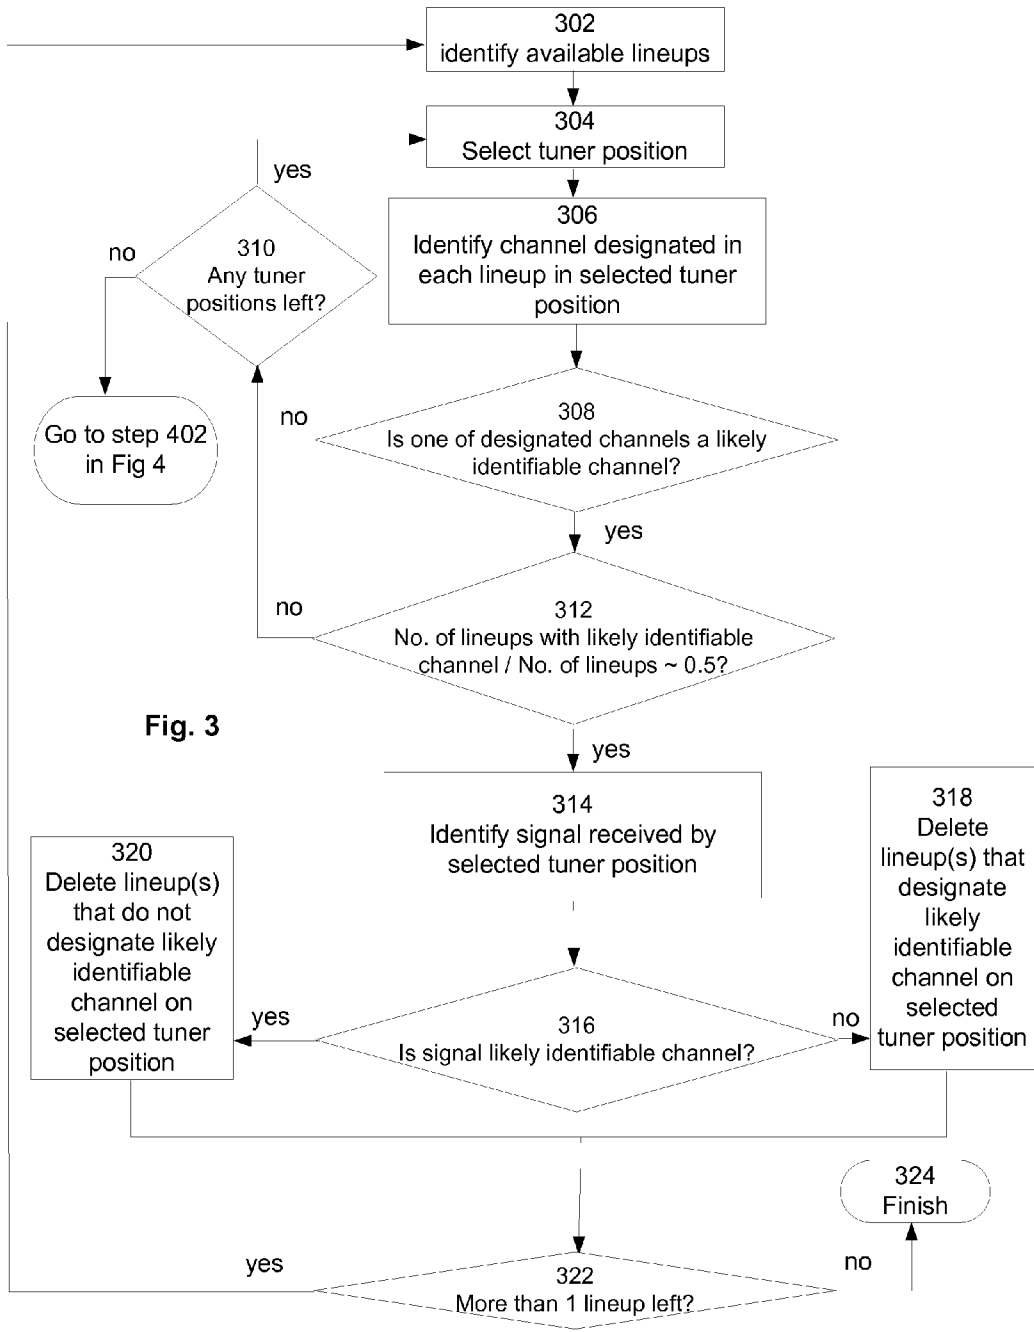 302
identify available lineups
304
Select tuner position
yes
306
Identify channel designated in
each lineup in selected tuner
position
no
310
Any tuner
positions left?
Go to step 402
in Fig 4
no
308
Is one of designated channels a likely
identifiable channel?
yes
no
312
No. of lineups with likely identifiable
channel / No. of lineups ~ 0.5?
Fig. 3
yes
314
Identify signal received by
selected tuner position
318
Delete
lineup(s) that
designate
likely
identifiable
channel on
selected
tuner position
320
Delete lineup(s)
that do not
designate likely
identifiable
channel on
selected tuner
position
yes
316
Is signal likely identifiable channel?
no
324
Finish
yes
322
More than 1 lineup left?
no